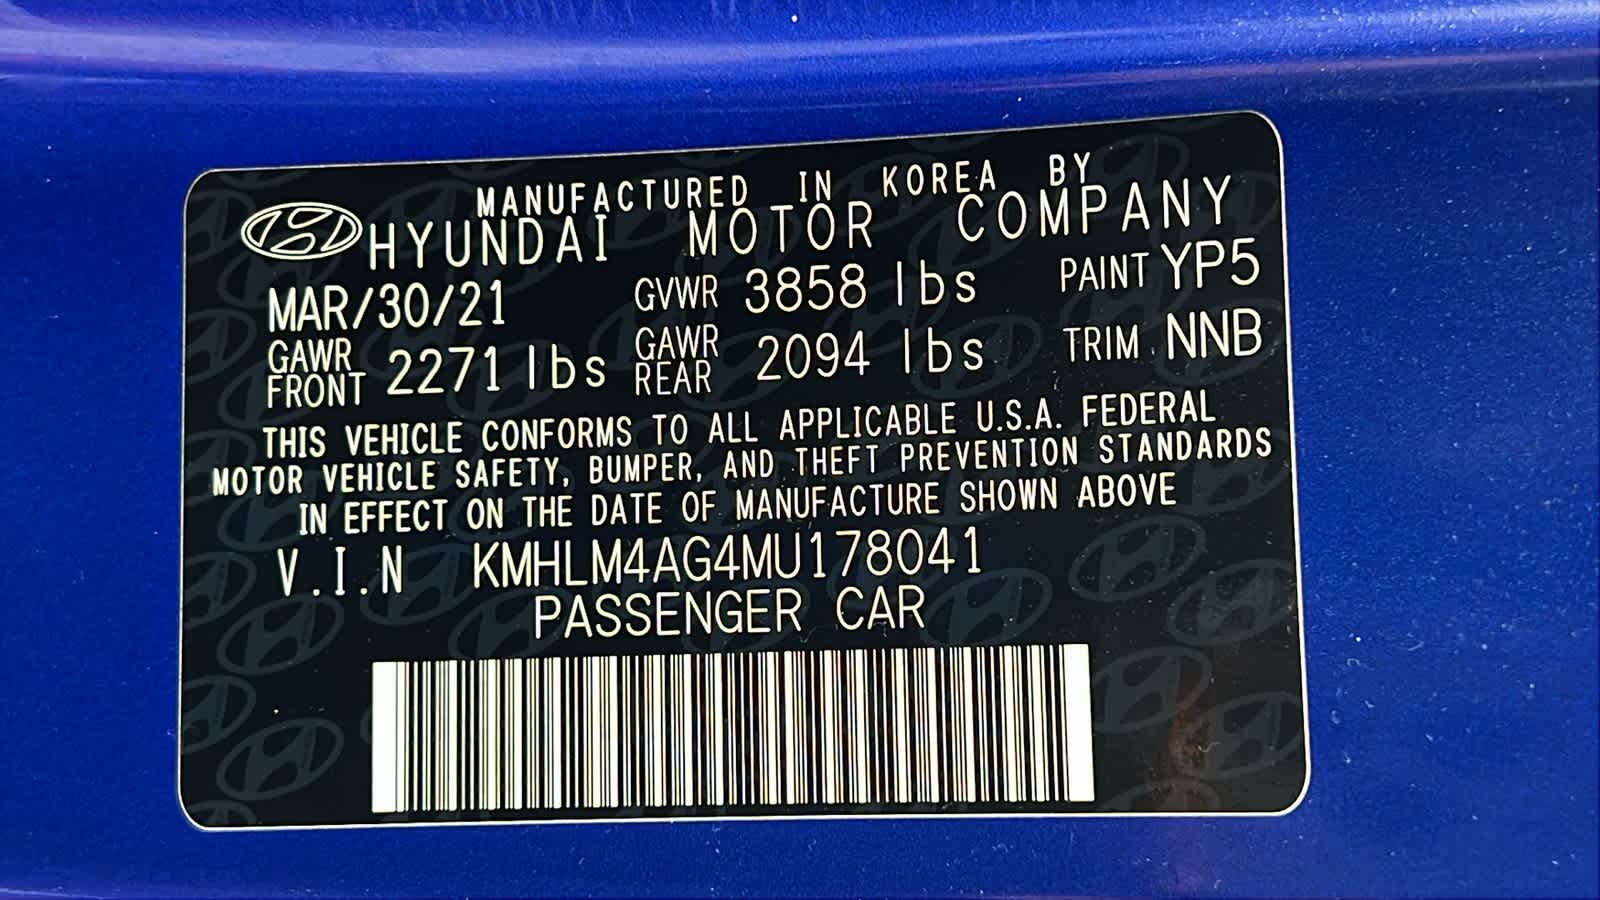 MANUFACTURED IN KOREA BY
HYUNDAI MOTOR COMPANY
MAR/30/21 GVWR 3858 lbs PAINT YP5
GAWR FRONT 2271 lbs GAWR REAR 2094 lbs TRIM NNB
THIS VEHICLE CONFORMS TO ALL APPLICABLE U.S.A. FEDERAL
MOTOR VEHICLE SAFETY, BUMPER, AND THEFT PREVENTION STANDARDS
IN EFFECT ON THE DATE OF MANUFACTURE SHOWN ABOVE
V.I.N KMHLM4AG4MU178041
PASSENGER CAR